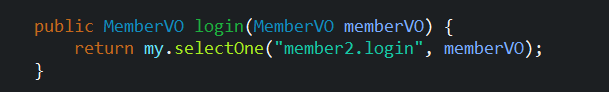 public MemberVO login(MemberVO memberVO) {
return my.selectOne("member2.login", memberVO);
}